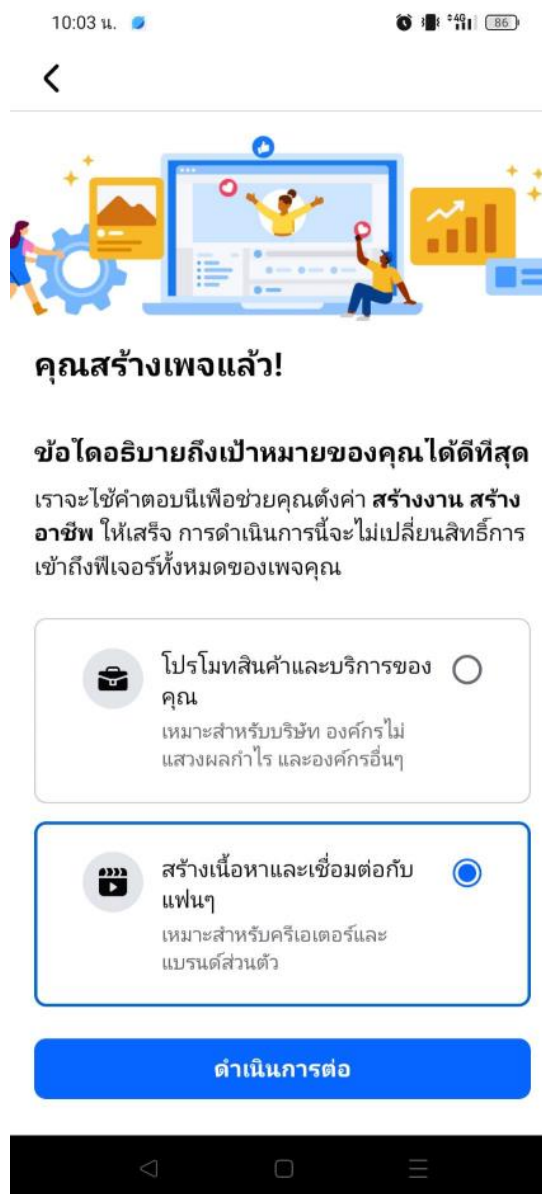 10:03 น.
4G 86
คุณสร้างเพจแล้ว!
ข้อใดอธิบายถึงเป้าหมายของคุณได้ดีที่สุด
เราจะใช้คำตอบนี้เพื่อช่วยคุณตั้งค่า สร้างงาน สร้าง
อาชีพ ให้เสร็จ การดำเนินการนี้จะไม่เปลี่ยนสิทธิ์การ
เข้าถึงฟีเจอร์ทั้งหมดของเพจคุณ
โปรโมทสินค้าและบริการของ
คุณ
เหมาะสำหรับบริษัท องค์กรไม่
แสวงผลกำไร และองค์กรอื่นๆ
สร้างเนื้อหาและเชื่อมต่อกับ
แฟนๆ
เหมาะสำหรับครีเอเตอร์และ
แบรนด์ส่วนตัว
ดำเนินการต่อ